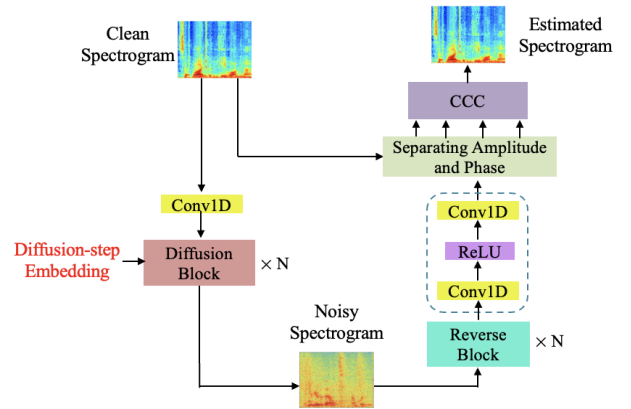 Clean
Spectrogram
Estimated
Spectrogram
CCC
Separating Amplitude
and Phase
Conv1D
Conv1D
ReLU
Diffusion-step
Embedding
Diffusion
Block
× N
Conv1D
Noisy
Spectrogram
Reverse
Block
× N